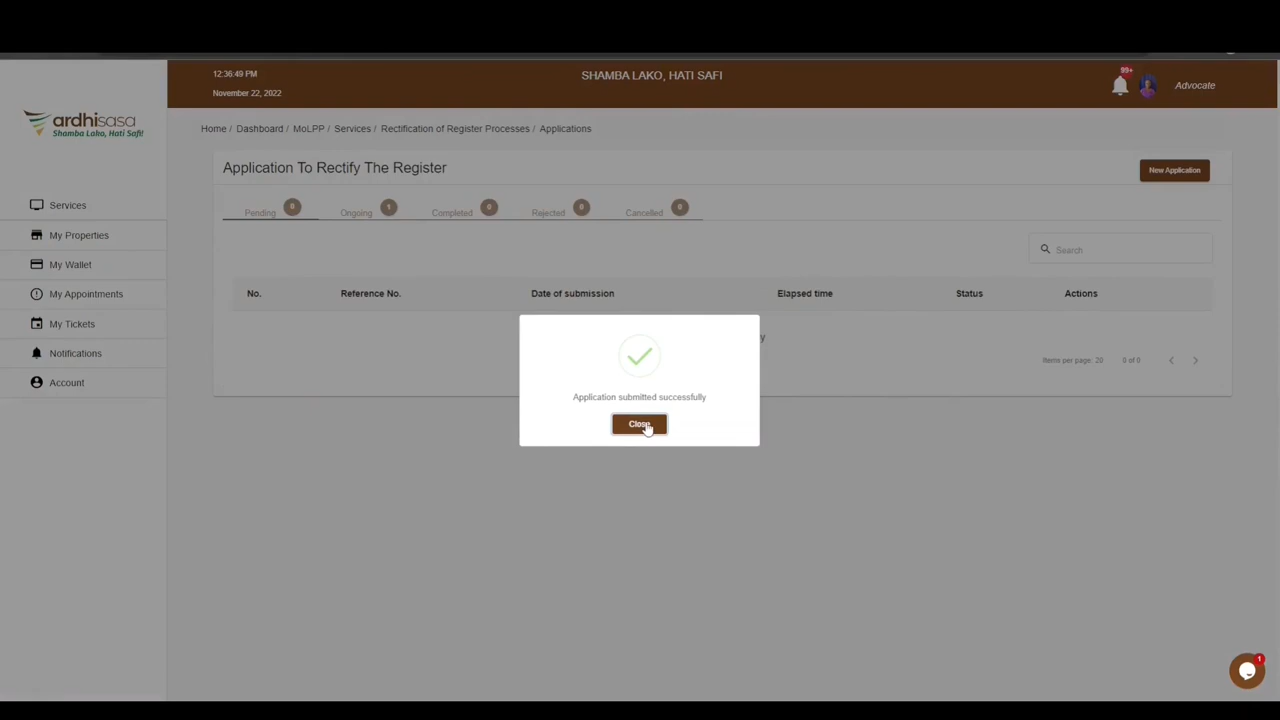 12:36:49 PM
SHAMBA LAKO, HATI SAFI
99+
Advocate
November 22, 2022
ardhisasa
Shamba Lako, Hati Safi!
Home / Dashboard / MoLPP / Services / Rectification of Register Processes / Applications
Application To Rectify The Register
New Application
Pending 0 Ongoing 1 Completed 0 Rejected 0 Cancelled 0
Services
My Properties
My Wallet
My Appointments
My Tickets
Notifications
Account
Search
No. Reference No. Date of submission Elapsed time Status Actions
Items per page: 20 0 of 0
Application submitted successfully
Close
1